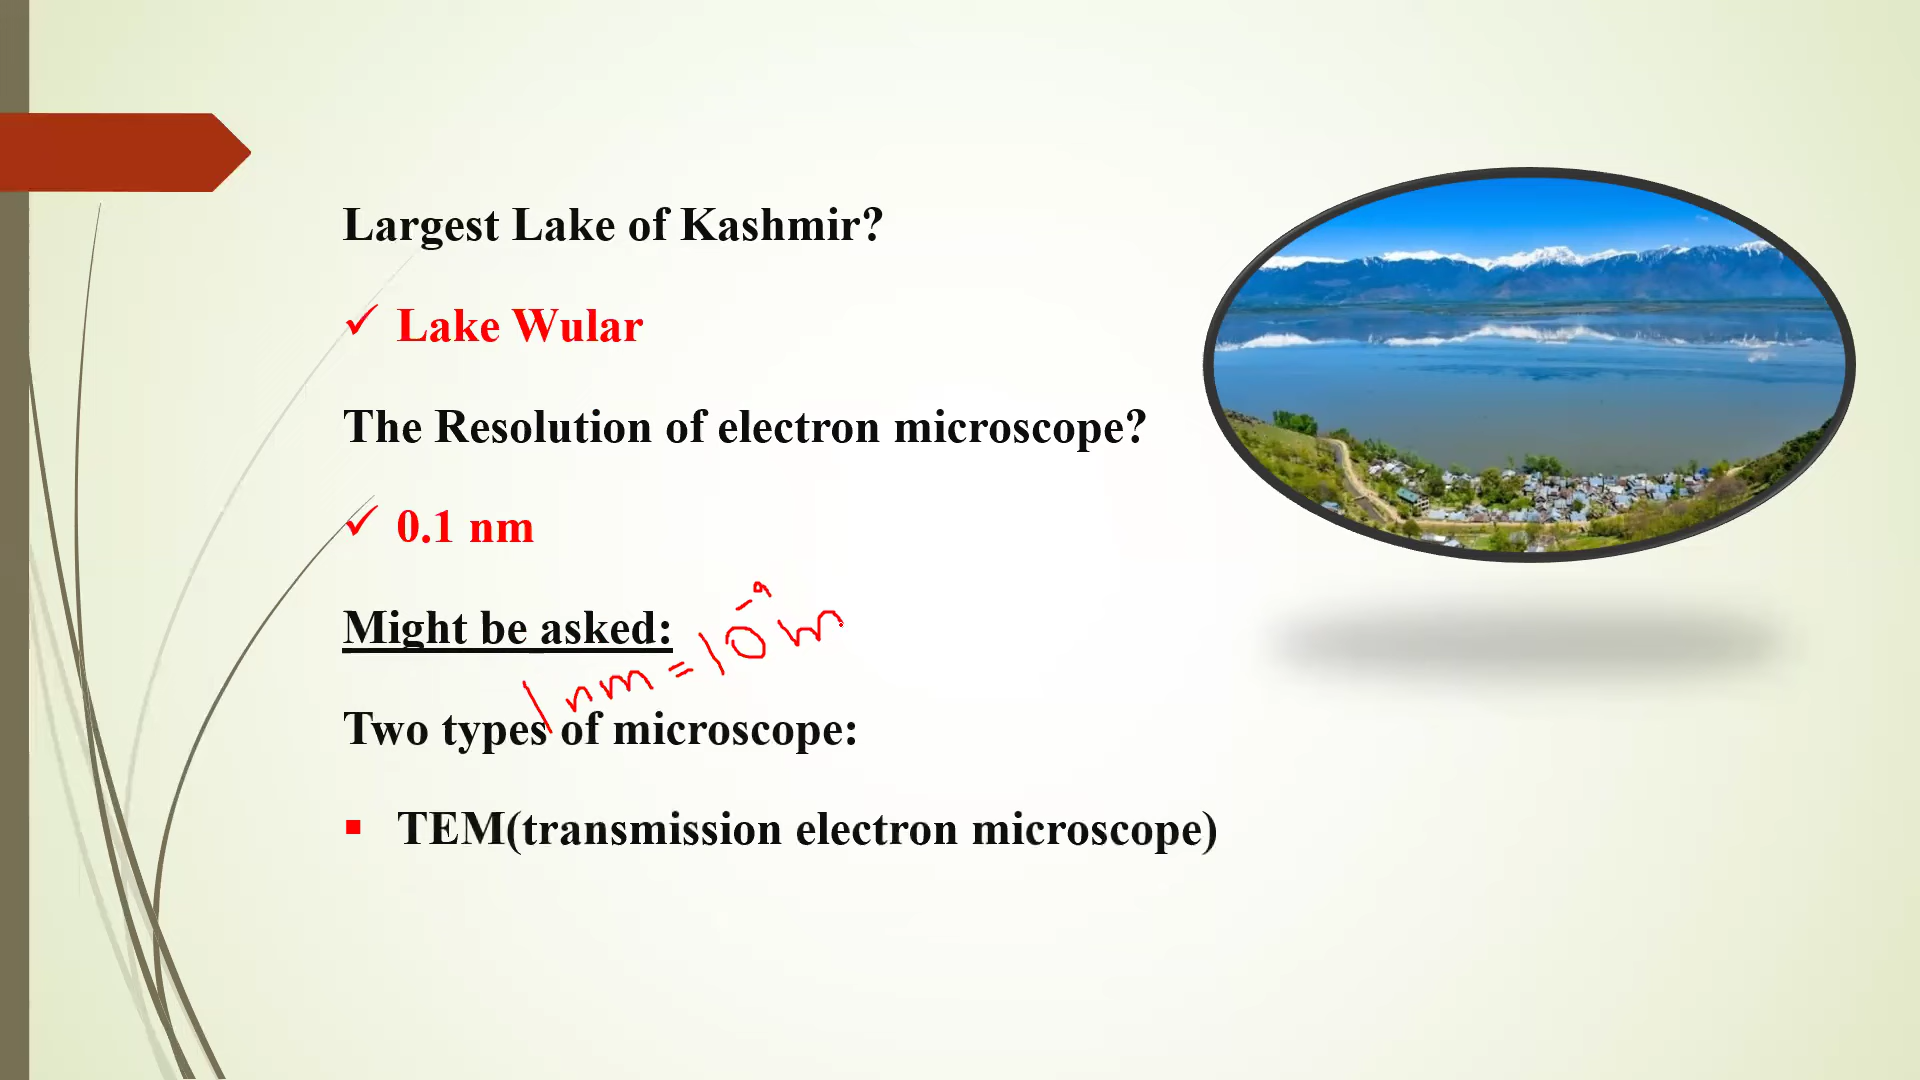 Largest Lake of Kashmir?
✓ Lake Wular
The Resolution of electron microscope?
✓ 0.1 nm
Might be asked:
1 nm = 10⁻⁹ m
Two types of microscope:
▪ TEM(transmission electron microscope)